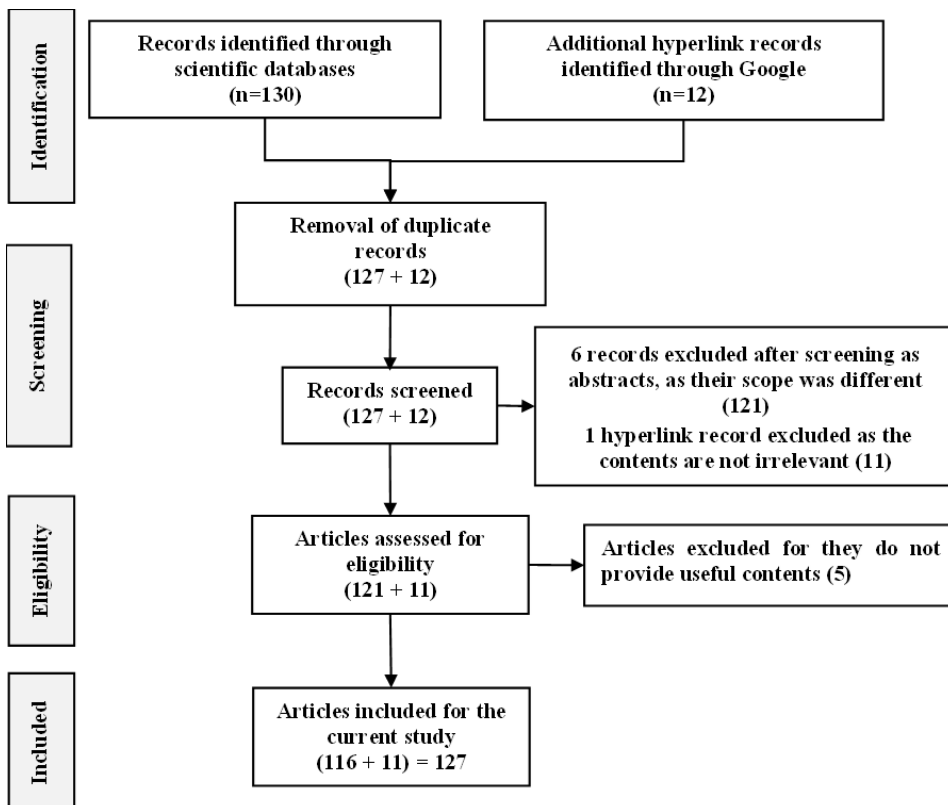 Identification
Records identified through
scientific databases
(n=130)
Additional hyperlink records
identified through Google
(n=12)
Removal of duplicate
records
(127 + 12)
Screening
Records screened
(127 + 12)
6 records excluded after screening as
abstracts, as their scope was different
(121)
1 hyperlink record excluded as the
contents are not irrelevant (11)
Eligibility
Articles assessed for
eligibility
(121 + 11)
Articles excluded for they do not
provide useful contents (5)
Included
Articles included for the
current study
(116 + 11) = 127